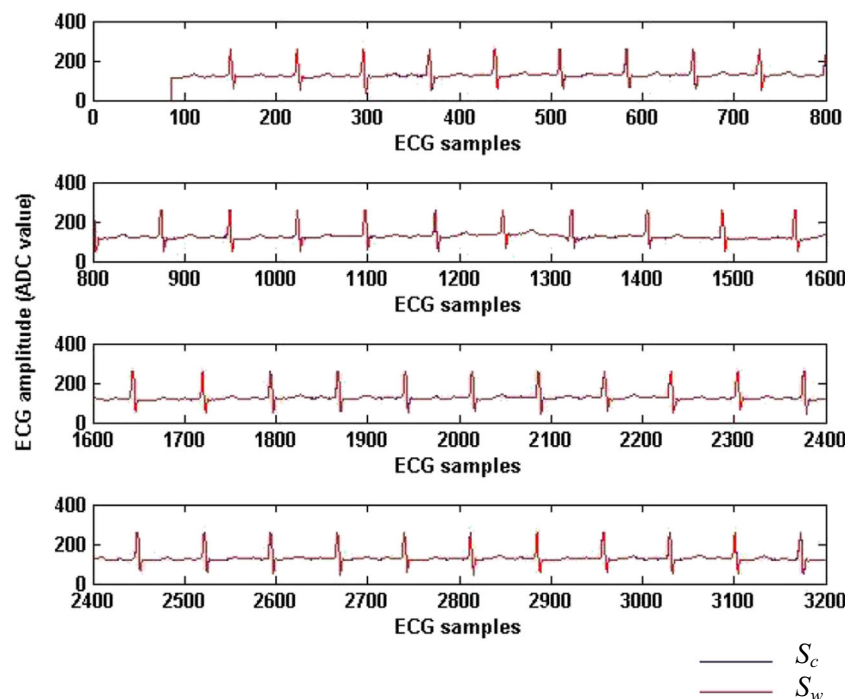 400
200
0
0 100 200 300 400 500 600 700 800
ECG samples
400
200
0
800 900 1000 1100 1200 1300 1400 1500 1600
ECG samples
ECG amplitude (ADC value)
400
200
0
1600 1700 1800 1900 2000 2100 2200 2300 2400
ECG samples
400
200
0
2400 2500 2600 2700 2800 2900 3000 3100 3200
ECG samples
S_c
S_w